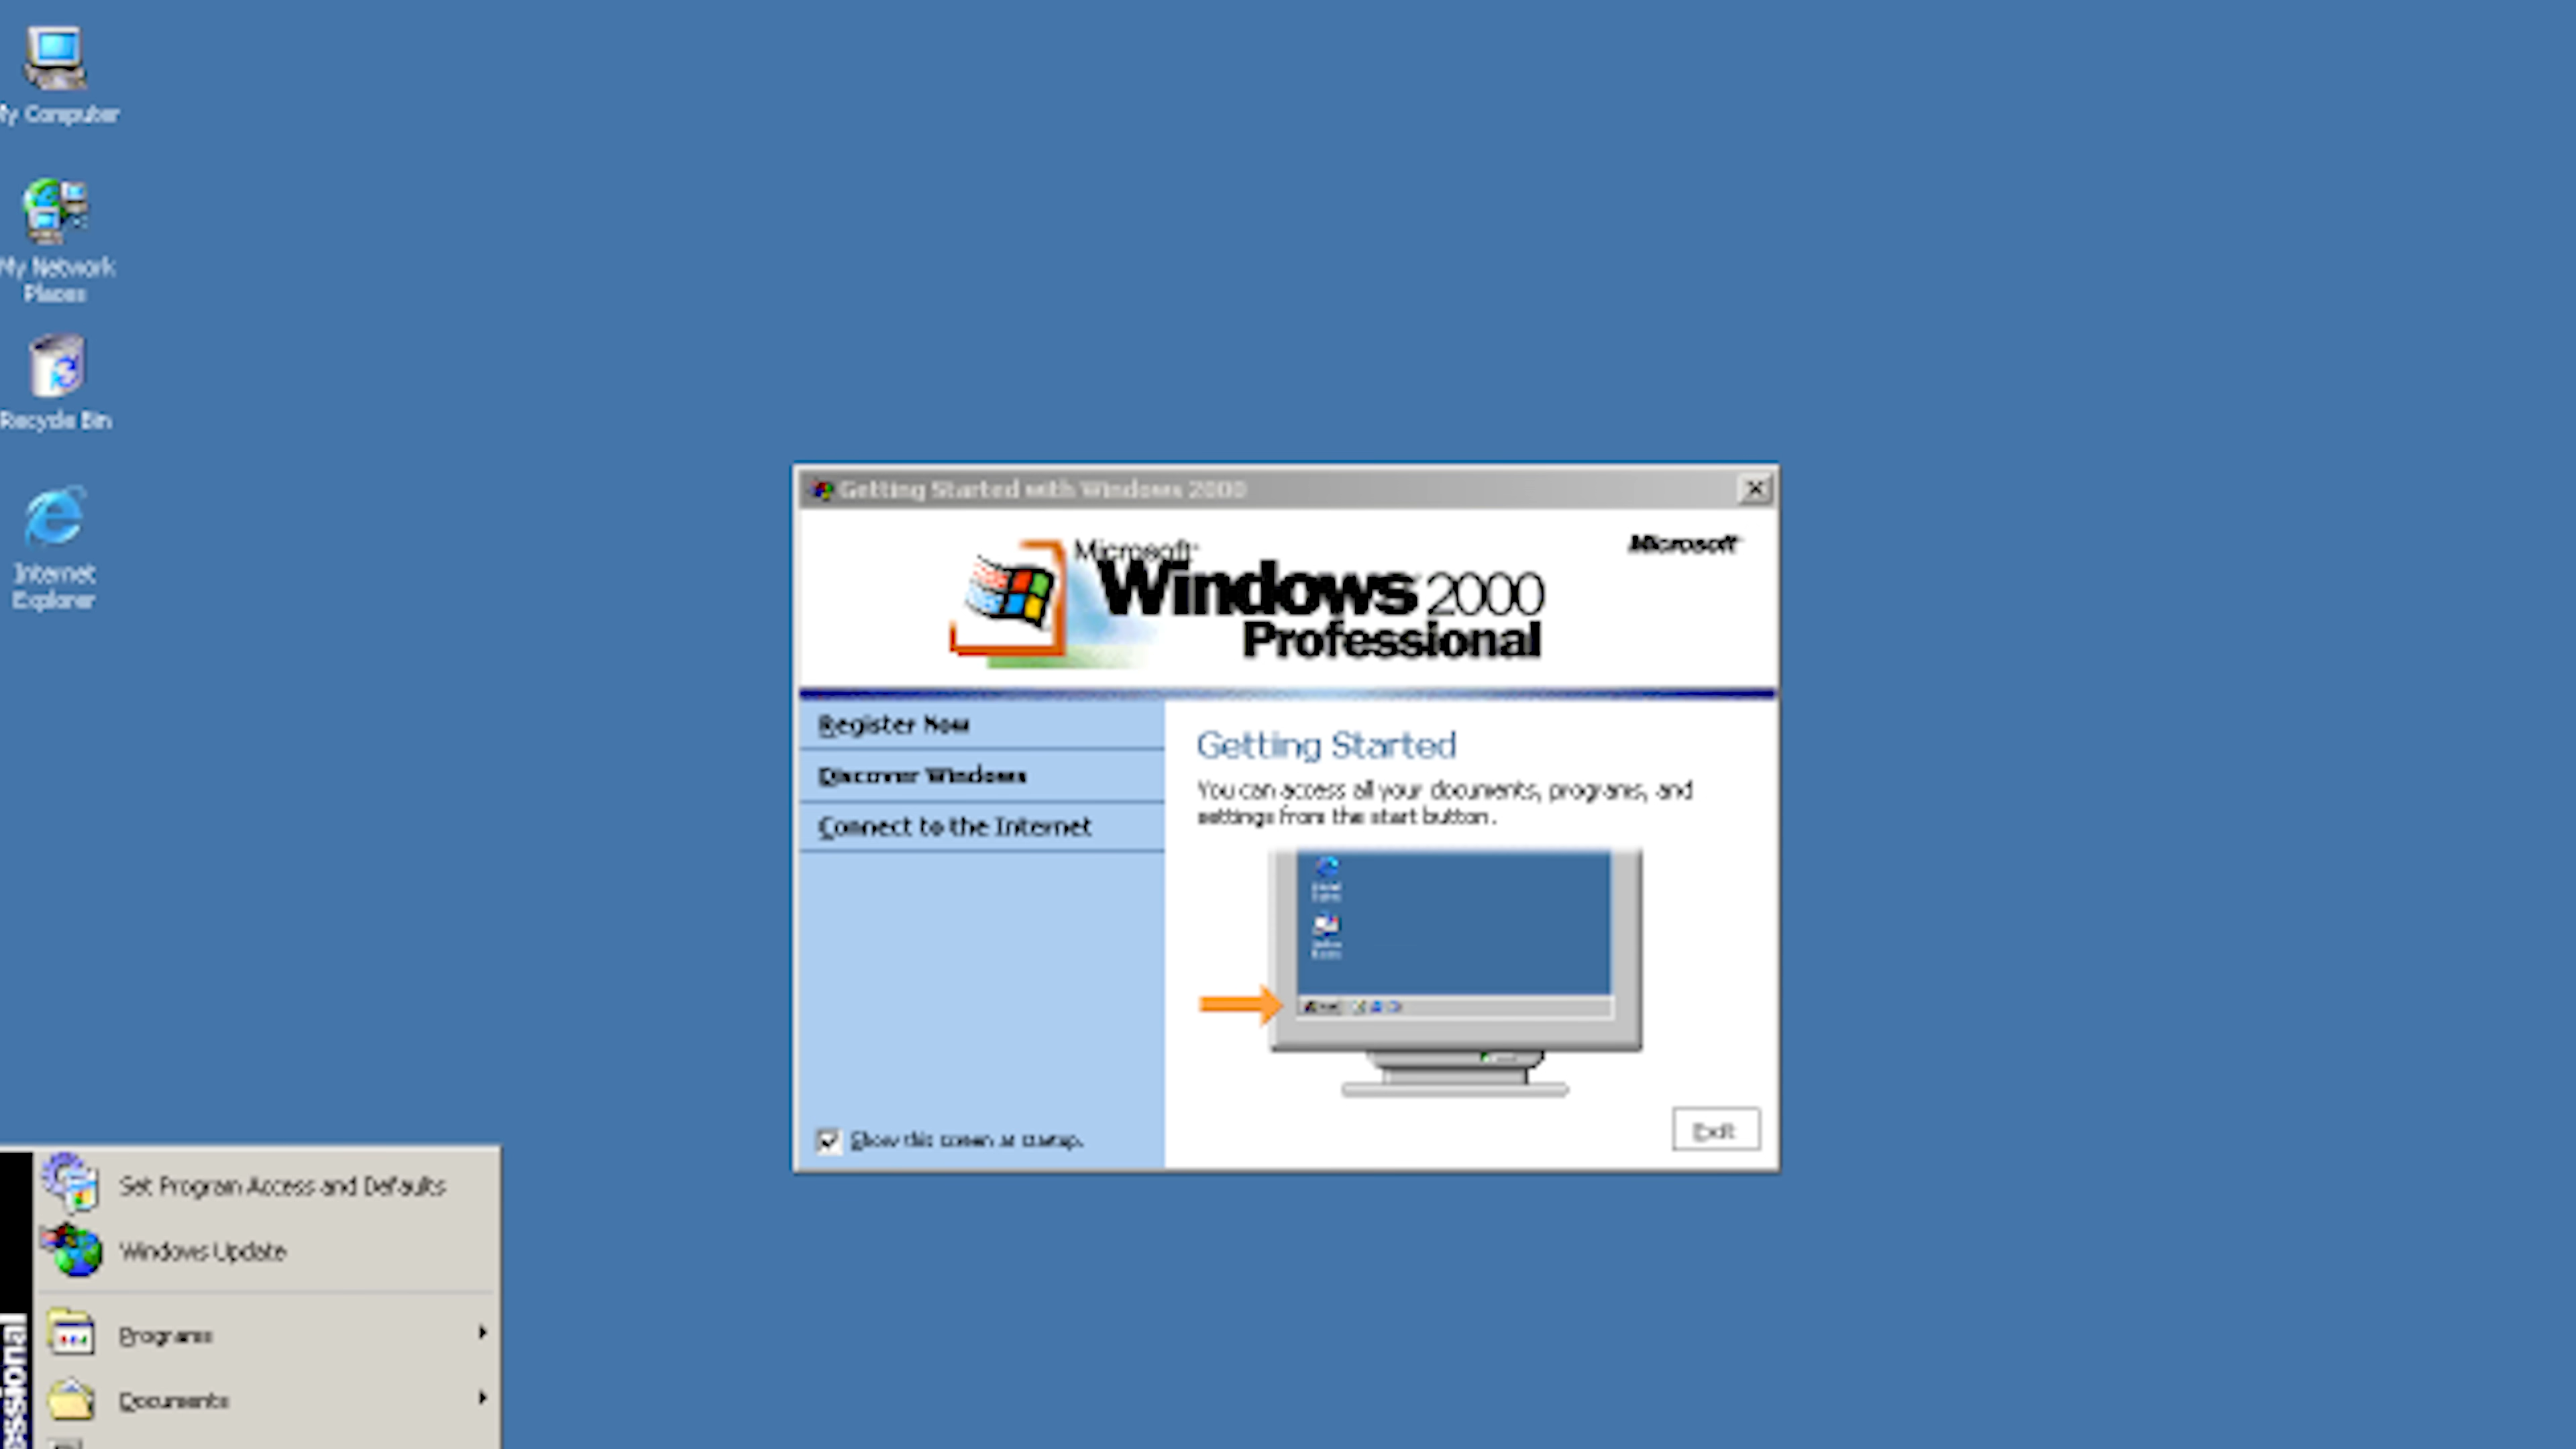 My Computer
My Network
Places
Recycle Bin
Internet
Explorer
Getting Started with Windows 2000
Microsoft
Microsoft
Windows 2000
Professional
Register Now
Discover Windows
Connect to the Internet
Getting Started
You can access all your documents, programs, and
settings from the start button.
Show this screen at startup.
Exit
Set Program Access and Defaults
Windows Update
Programs
Documents
essional